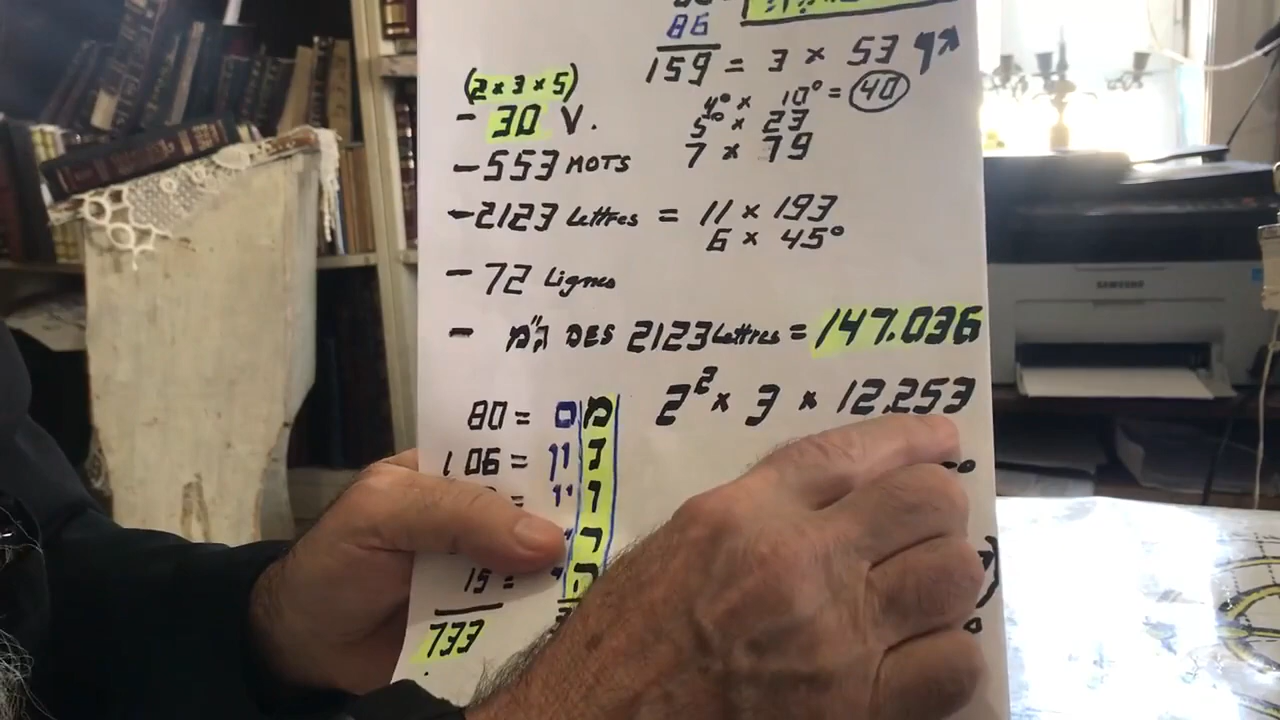 86
159 = 3 x 53
(2 x 3 x 5)
4° x 10° = 40
- 30 V.
5° x 23
- 553 MOTS
7 x 79
- 2123 Lettres = 11 x 193
6 x 45°
- 72 Lignes
- DES 2123 Lettres = 147.036
2² x 3 x 12.253
80 = ם מ
106 = נ
ו
ר
15 = ה
733
SAMSUNG